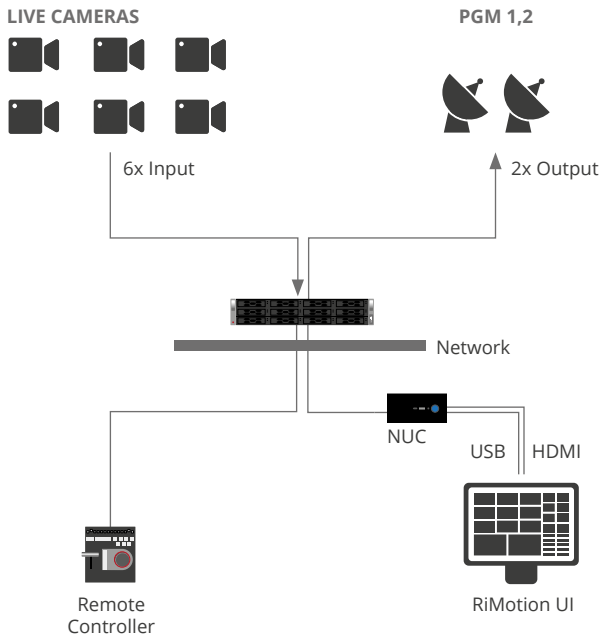 LIVE CAMERAS
PGM 1,2
6x Input
2x Output
Network
NUC
USB
HDMI
Remote
Controller
RiMotion UI